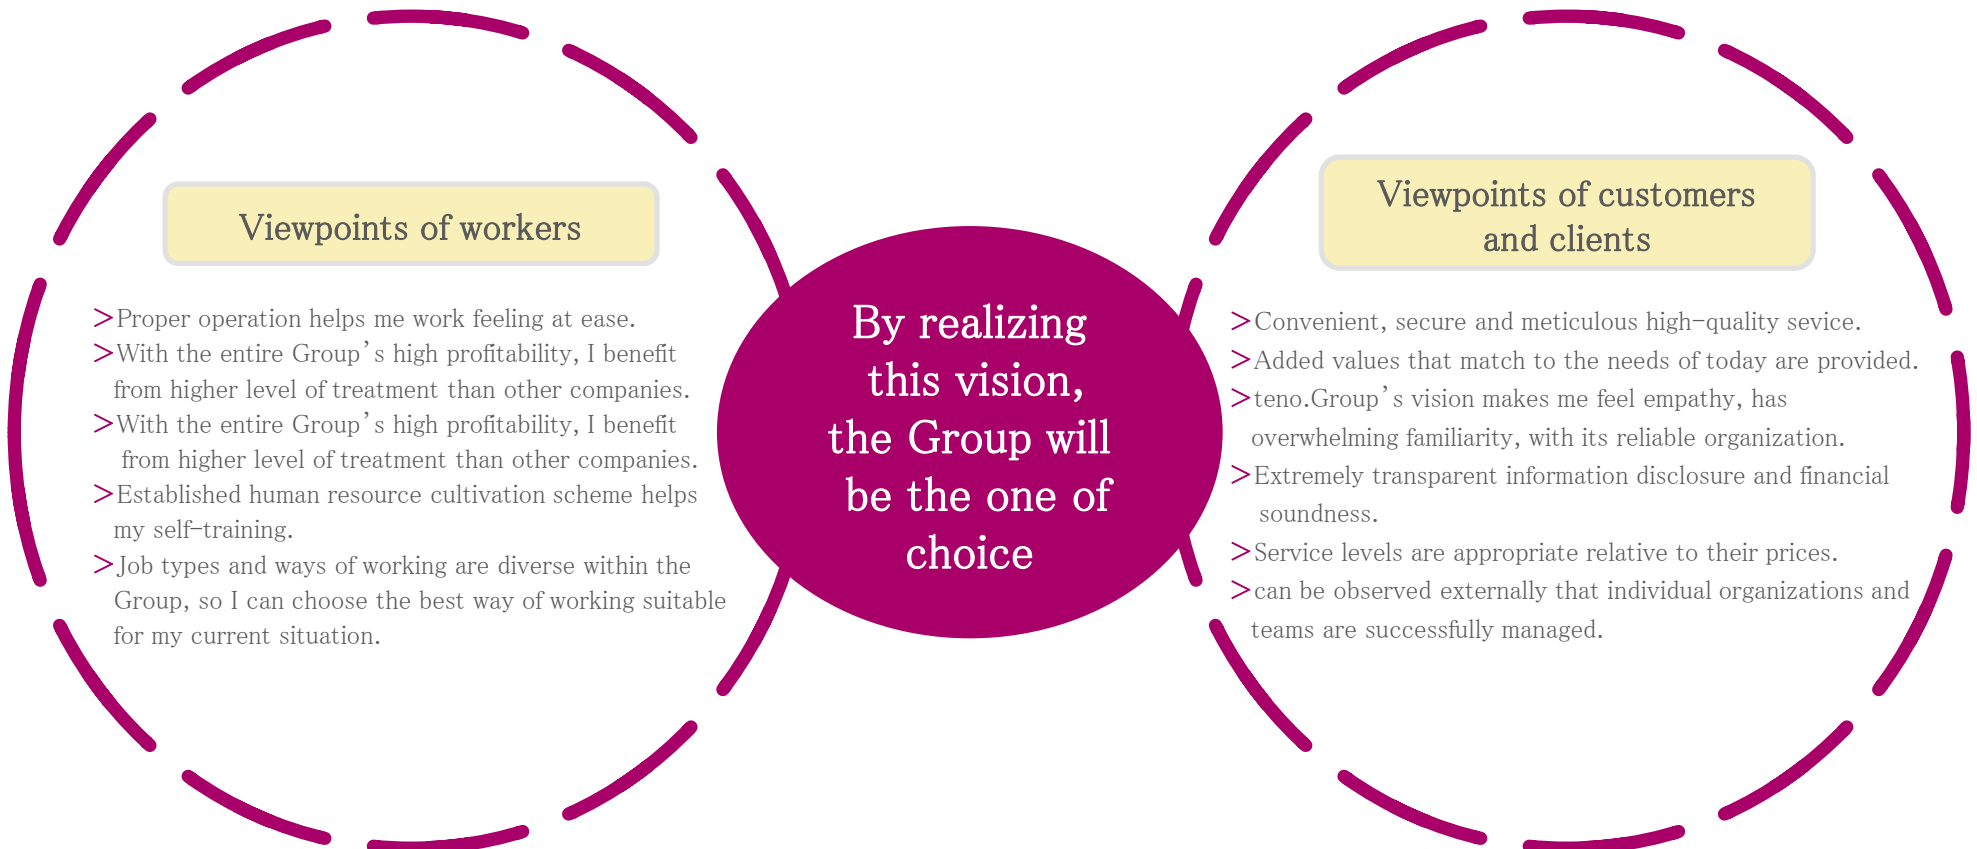 Viewpoints of workers
>Proper operation helps me work feeling at ease.
>With the entire Group’s high profitability, I benefit
from higher level of treatment than other companies.
>With the entire Group’s high profitability, I benefit
from higher level of treatment than other companies.
>Established human resource cultivation scheme helps
my self-training.
>Job types and ways of working are diverse within the
Group, so I can choose the best way of working suitable
for my current situation.
By realizing
this vision,
the Group will
be the one of
choice
Viewpoints of customers
and clients
>Convenient, secure and meticulous high-quality sevice.
>Added values that match to the needs of today are provided.
>teno.Group’s vision makes me feel empathy, has
overwhelming familiarity, with its reliable organization.
>Extremely transparent information disclosure and financial
soundness.
>Service levels are appropriate relative to their prices.
>can be observed externally that individual organizations and
teams are successfully managed.